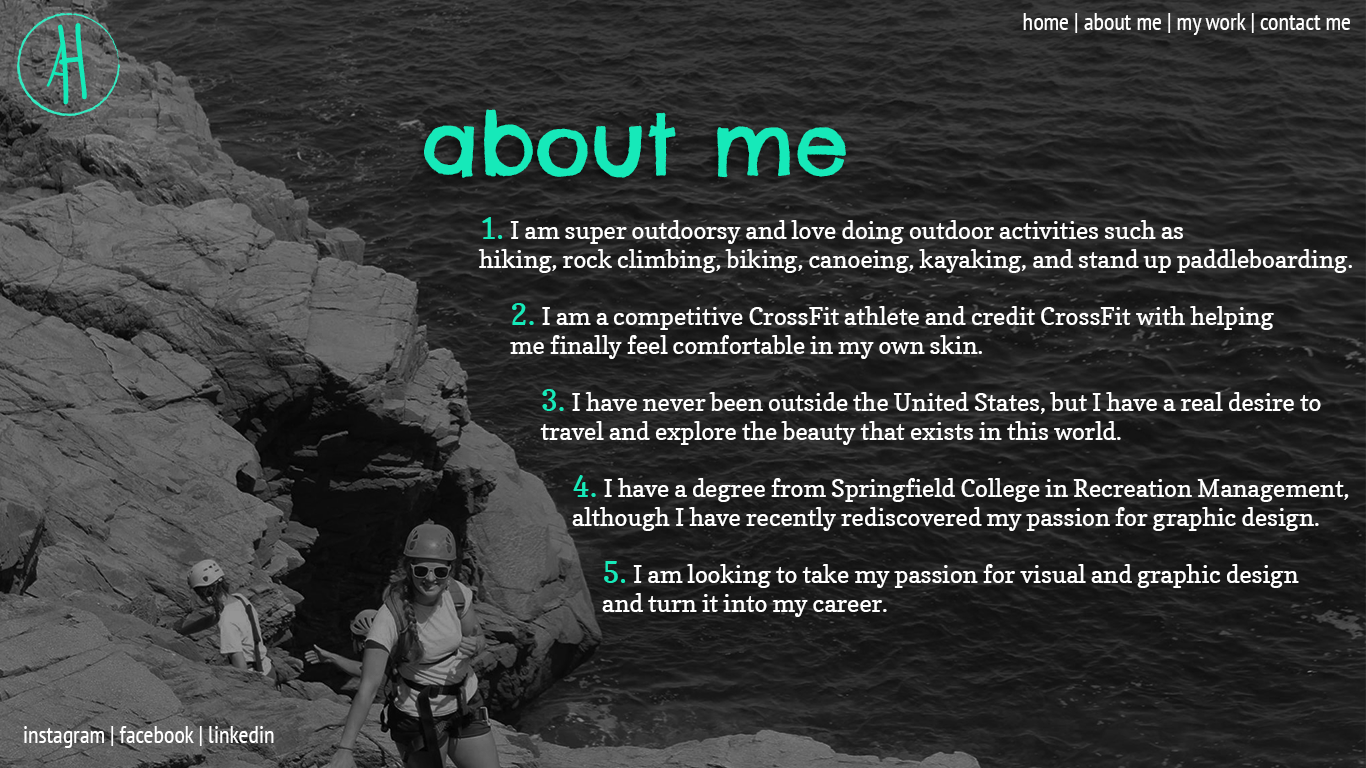 AH
home | about me | my work | contact me
about me
1. I am super outdoorsy and love doing outdoor activities such as
hiking, rock climbing, biking, canoeing, kayaking, and stand up paddleboarding.
2. I am a competitive CrossFit athlete and credit CrossFit with helping
me finally feel comfortable in my own skin.
3. I have never been outside the United States, but I have a real desire to
travel and explore the beauty that exists in this world.
4. I have a degree from Springfield College in Recreation Management,
although I have recently rediscovered my passion for graphic design.
5. I am looking to take my passion for visual and graphic design
and turn it into my career.
instagram | facebook | linkedin